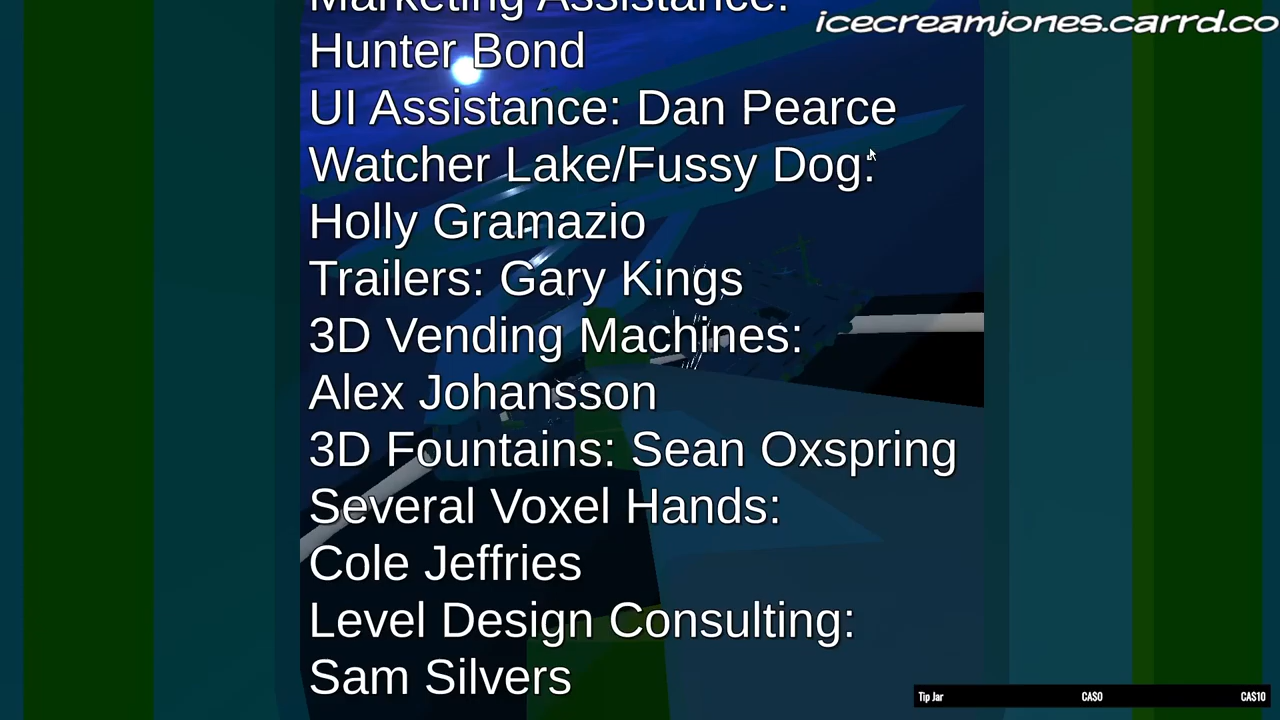 Marketing Assistance:
icecreamjones.carrd.co
Hunter Bond
UI Assistance: Dan Pearce
Watcher Lake/Fussy Dog:
Holly Gramazio
Trailers: Gary Kings
3D Vending Machines:
Alex Johansson
3D Fountains: Sean Oxspring
Several Voxel Hands:
Cole Jeffries
Level Design Consulting:
Sam Silvers
Tip Jar CA$0 CA$10